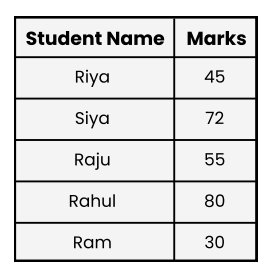 Student Name Marks
Riya 45
Siya 72
Raju 55
Rahul 80
Ram 30